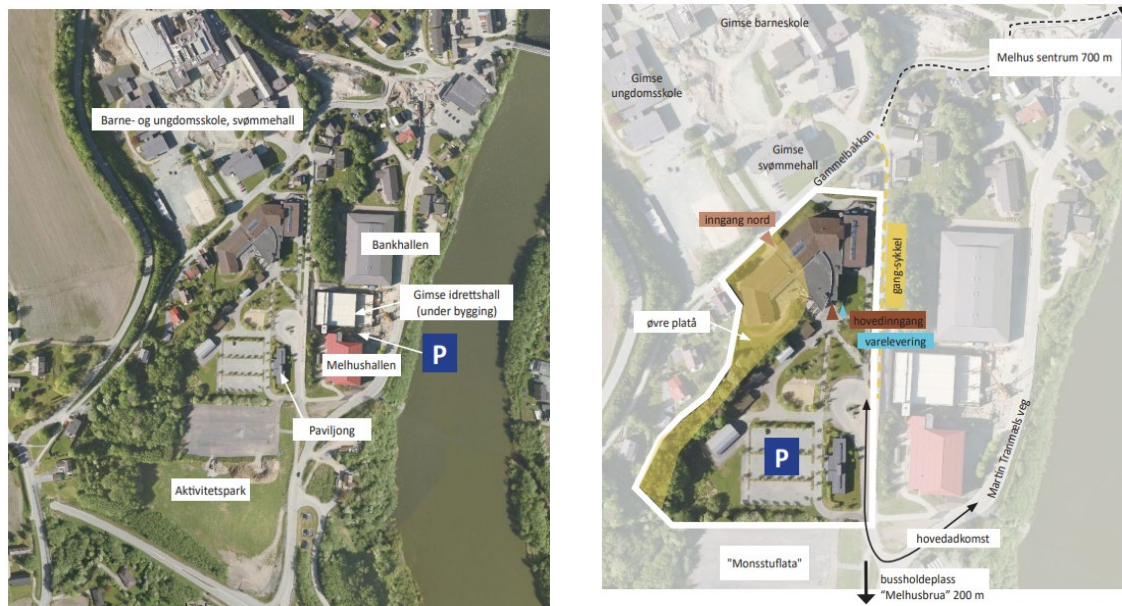 Barne- og ungdomsskole, svømmehall
Bankhallen
Gimse idrettshall
(under bygging)
P
Melhushallen
Paviljong
Aktivitetspark
Gimse barneskole
Melhus sentrum 700 m
Gimse
ungdomsskole
Gimse
svømmehall
Gammelbakkan
inngang nord
gang-sykkel
øvre platå
hovedinngang
varelevering
P
Martin Tranmæls veg
hovedadkomst
"Monsstuflata"
bussholdeplass
"Melhusbrua" 200 m